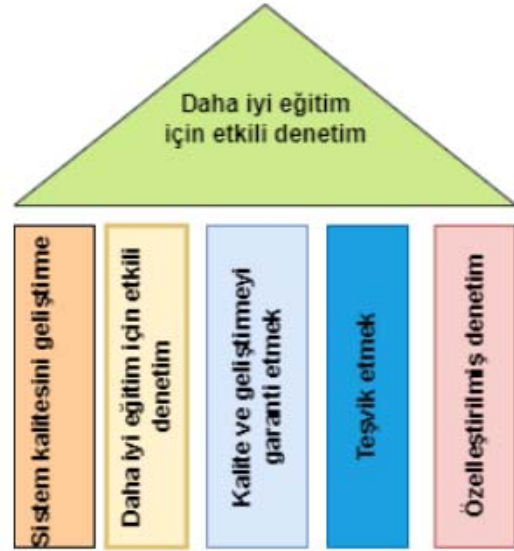 Daha iyi eğitim
için etkili denetim
Sistem kalitesini geliştirme
Daha iyi eğitim için etkili
denetim
Kalite ve geliştirmeyi
garanti etmek
Teşvik etmek
Özelleştirilmiş denetim